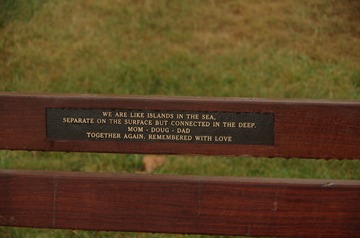 WE ARE LIKE ISLANDS IN THE SEA,
SEPARATE ON THE SURFACE BUT CONNECTED IN THE DEEP.
MOM - DOUG - DAD
TOGETHER AGAIN. REMEMBERED WITH LOVE